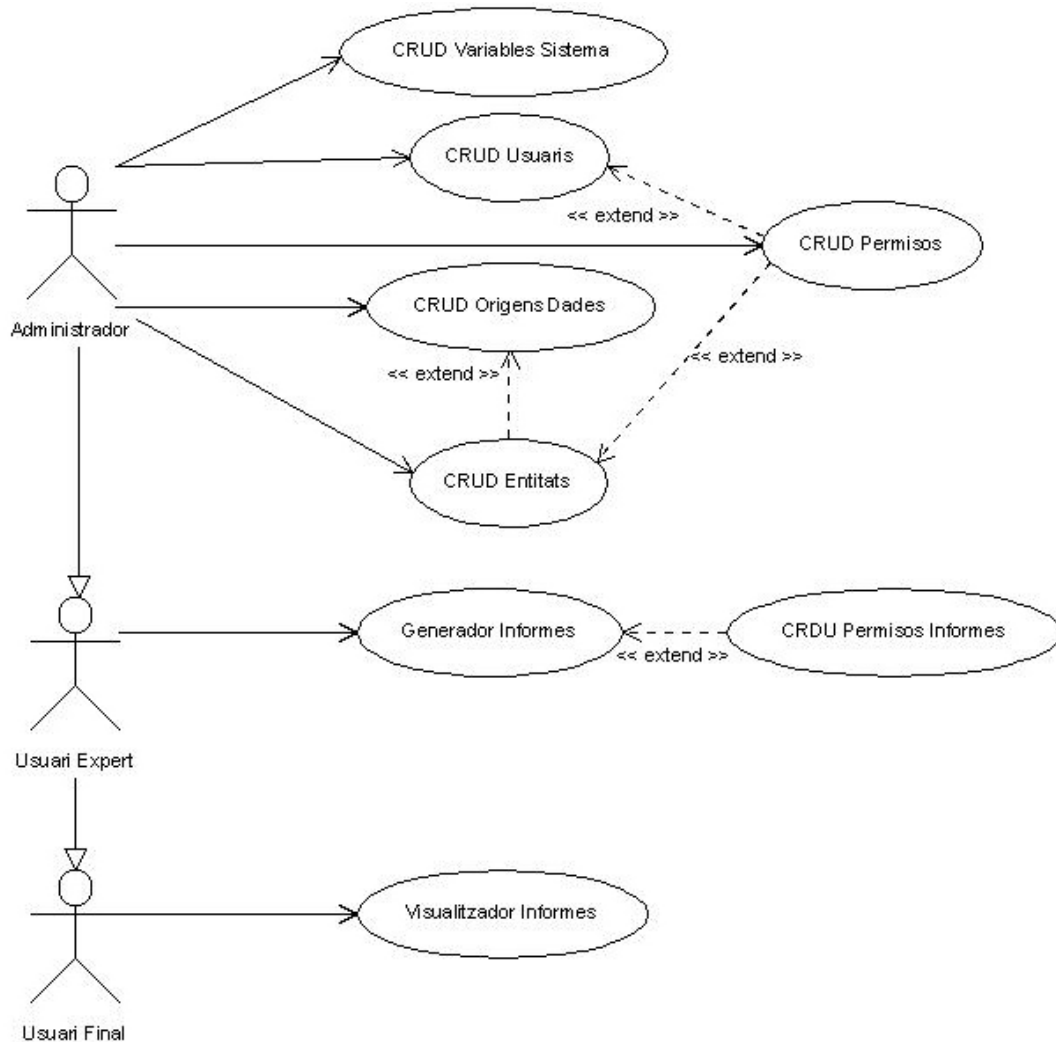 CRUD Variables Sistema
CRUD Usuaris
<< extend >>
CRUD Permisos
CRUD Origens Dades
Administrador
<< extend >>
<< extend >>
CRUD Entitats
Generador Informes
CRDU Permisos Informes
<< extend >>
Usuari Expert
Visualitzador Informes
Usuari Final